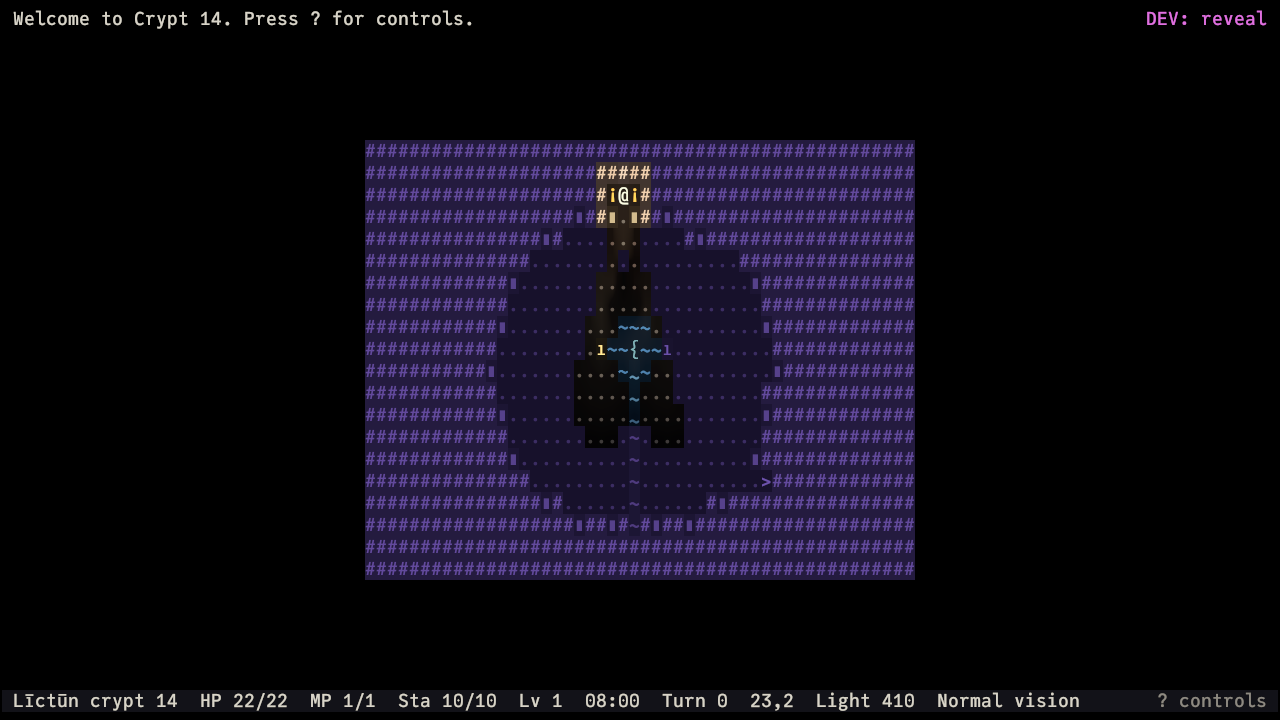 Welcome to Crypt 14. Press ? for controls.
DEV: reveal
Līctūn crypt 14 HP 22/22 MP 1/1 Sta 10/10 Lv 1 08:00 Turn 0 23,2 Light 410 Normal vision ? controls